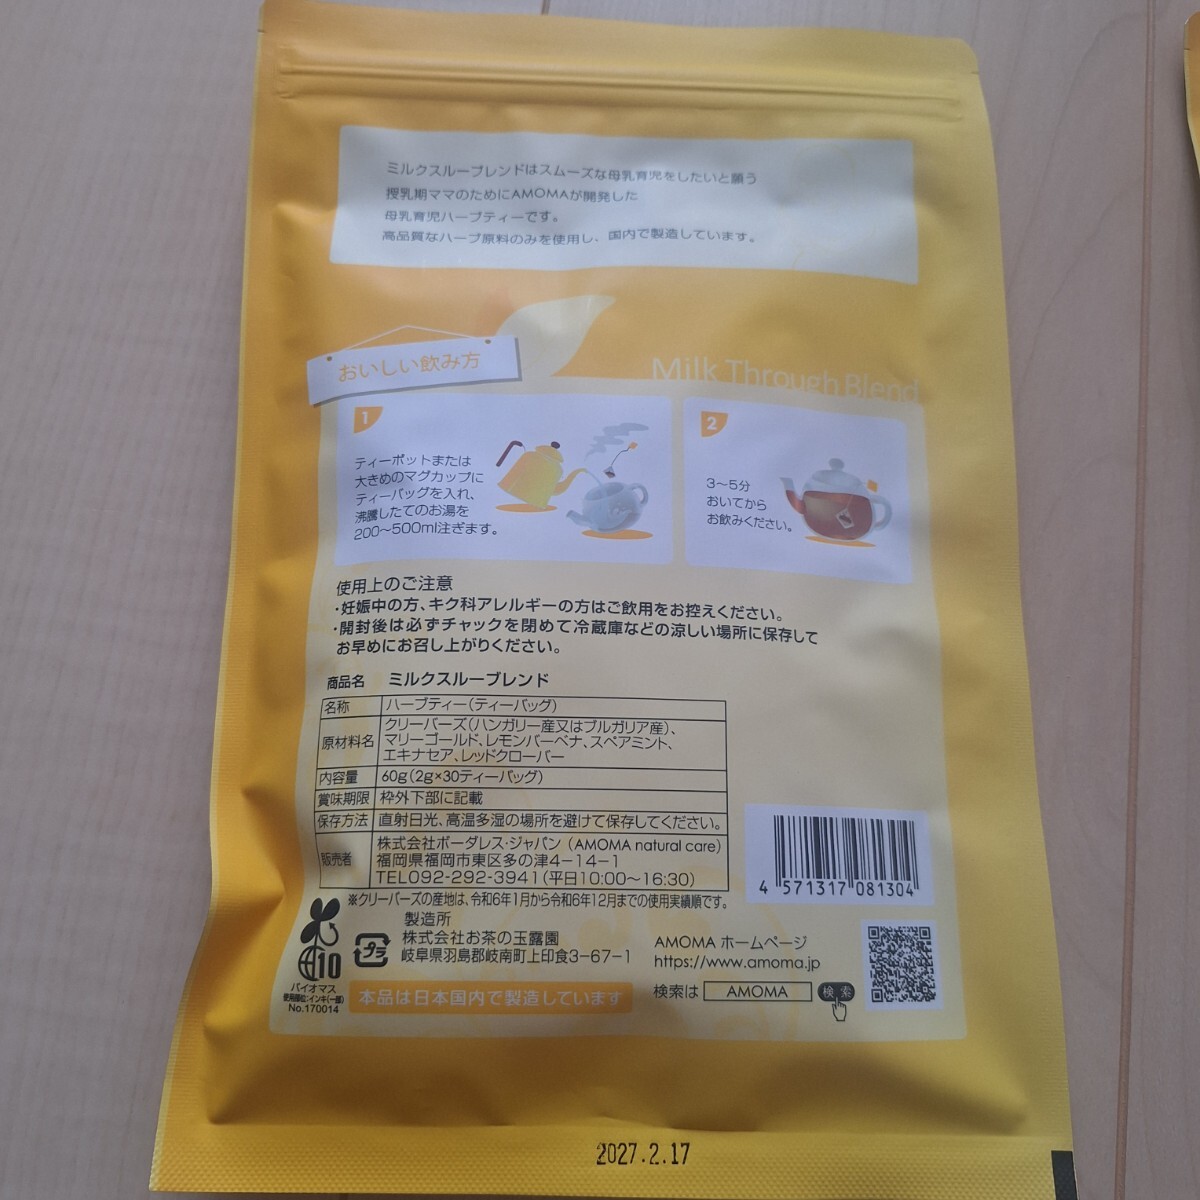 ミルクスルーブレンドはスムーズな母乳育児をしたいと願う
授乳期ママのためにAMOMAが開発した
母乳育児ハーブティーです。
高品質なハーブ原料のみを使用し、国内で製造しています。
おいしい飲み方
Milk Through Blend
1
ティーポットまたは
大きめのマグカップに
ティーバッグを入れ、
沸騰したてのお湯を
200～500ml注ぎます。
2
3～5分
おいてから
お飲みください。
使用上のご注意
・妊娠中の方、キク科アレルギーの方はご飲用をお控えください。
・開封後は必ずチャックを閉めて冷蔵庫などの涼しい場所に保存して
お早めにお召し上がりください。
商品名 ミルクスルーブレンド
名称 ハーブティー(ティーバッグ)
原材料名 クリーバーズ(ハンガリー産又はブルガリア産)、
マリーゴールド、レモンバーベナ、スペアミント、
エキナセア、レッドクローバー
内容量 60g(2g×30ティーバッグ)
賞味期限 枠外下部に記載
保存方法 直射日光、高温多湿の場所を避けて保存してください。
販売者 株式会社ボーダレス・ジャパン (AMOMA natural care)
福岡県福岡市東区多の津4－14－1
TEL092-292-3941(平日10:00～16:30)
※クリーバーズの産地は、令和6年1月から令和6年12月までの使用実績順です。
4 571317 081304
製造所
株式会社お茶の玉露園
岐阜県羽島郡岐南町上印食3－67－1
プラ
10
バイオマス
使用部位:インキ(一部)
No.170014
本品は日本国内で製造しています
AMOMA ホームページ
https://www.amoma.jp
検索は AMOMA 検索
2027.2.17